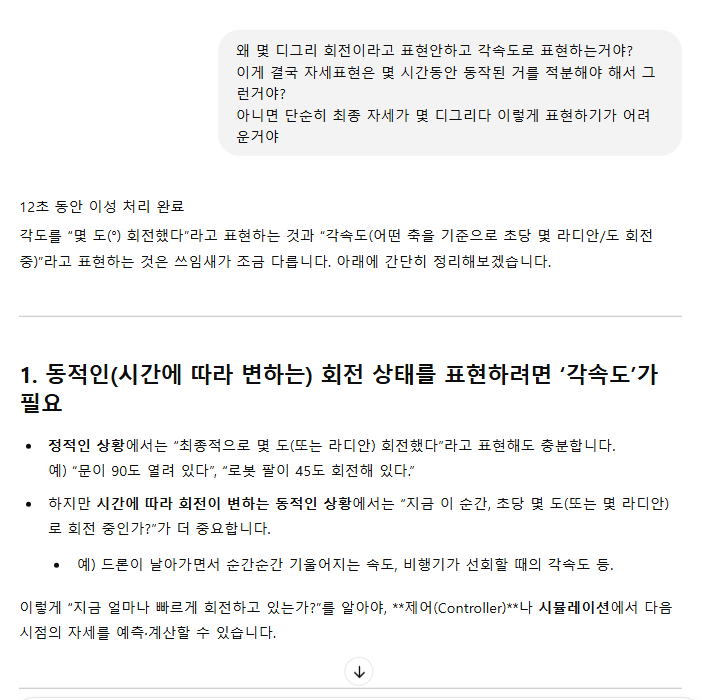 왜 몇 디그리 회전이라고 표현안하고 각속도로 표현하는거야?
이게 결국 자세표현은 몇 시간동안 동작된 거를 적분해야 해서 그
런거야?
아니면 단순히 최종 자세가 몇 디그리다 이렇게 표현하기가 어려
운거야
12초 동안 이성 처리 완료
각도를 “몇 도(°) 회전했다”라고 표현하는 것과 “각속도(어떤 축을 기준으로 초당 몇 라디안/도 회전
중)”라고 표현하는 것은 쓰임새가 조금 다릅니다. 아래에 간단히 정리해보겠습니다.
1. 동적인(시간에 따라 변하는) 회전 상태를 표현하려면 ‘각속도’가
필요
• 정적인 상황에서는 “최종적으로 몇 도(또는 라디안) 회전했다”라고 표현해도 충분합니다.
예) “문이 90도 열려 있다”, “로봇 팔이 45도 회전해 있다.”
• 하지만 시간에 따라 회전이 변하는 동적인 상황에서는 “지금 이 순간, 초당 몇 도(또는 몇 라디안)
로 회전 중인가?”가 더 중요합니다.
• 예) 드론이 날아가면서 순간순간 기울어지는 속도, 비행기가 선회할 때의 각속도 등.
이렇게 “지금 얼마나 빠르게 회전하고 있는가?”를 알아야, **제어(Controller)**나 시뮬레이션에서 다음
시점의 자세를 예측·계산할 수 있습니다.